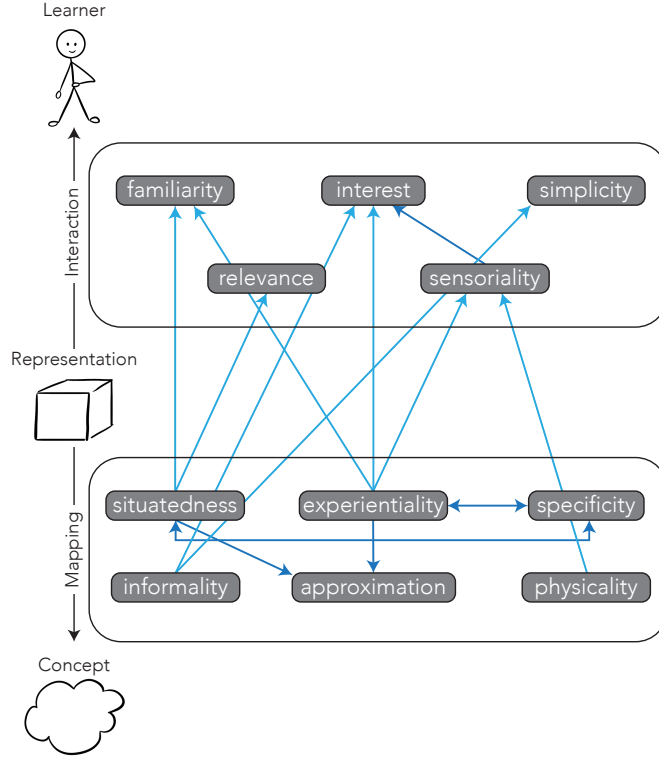 Learner
Interaction
familiarity
interest
simplicity
relevance
sensoriality
Representation
Mapping
situatedness
experientiality
specificity
informality
approximation
physicality
Concept